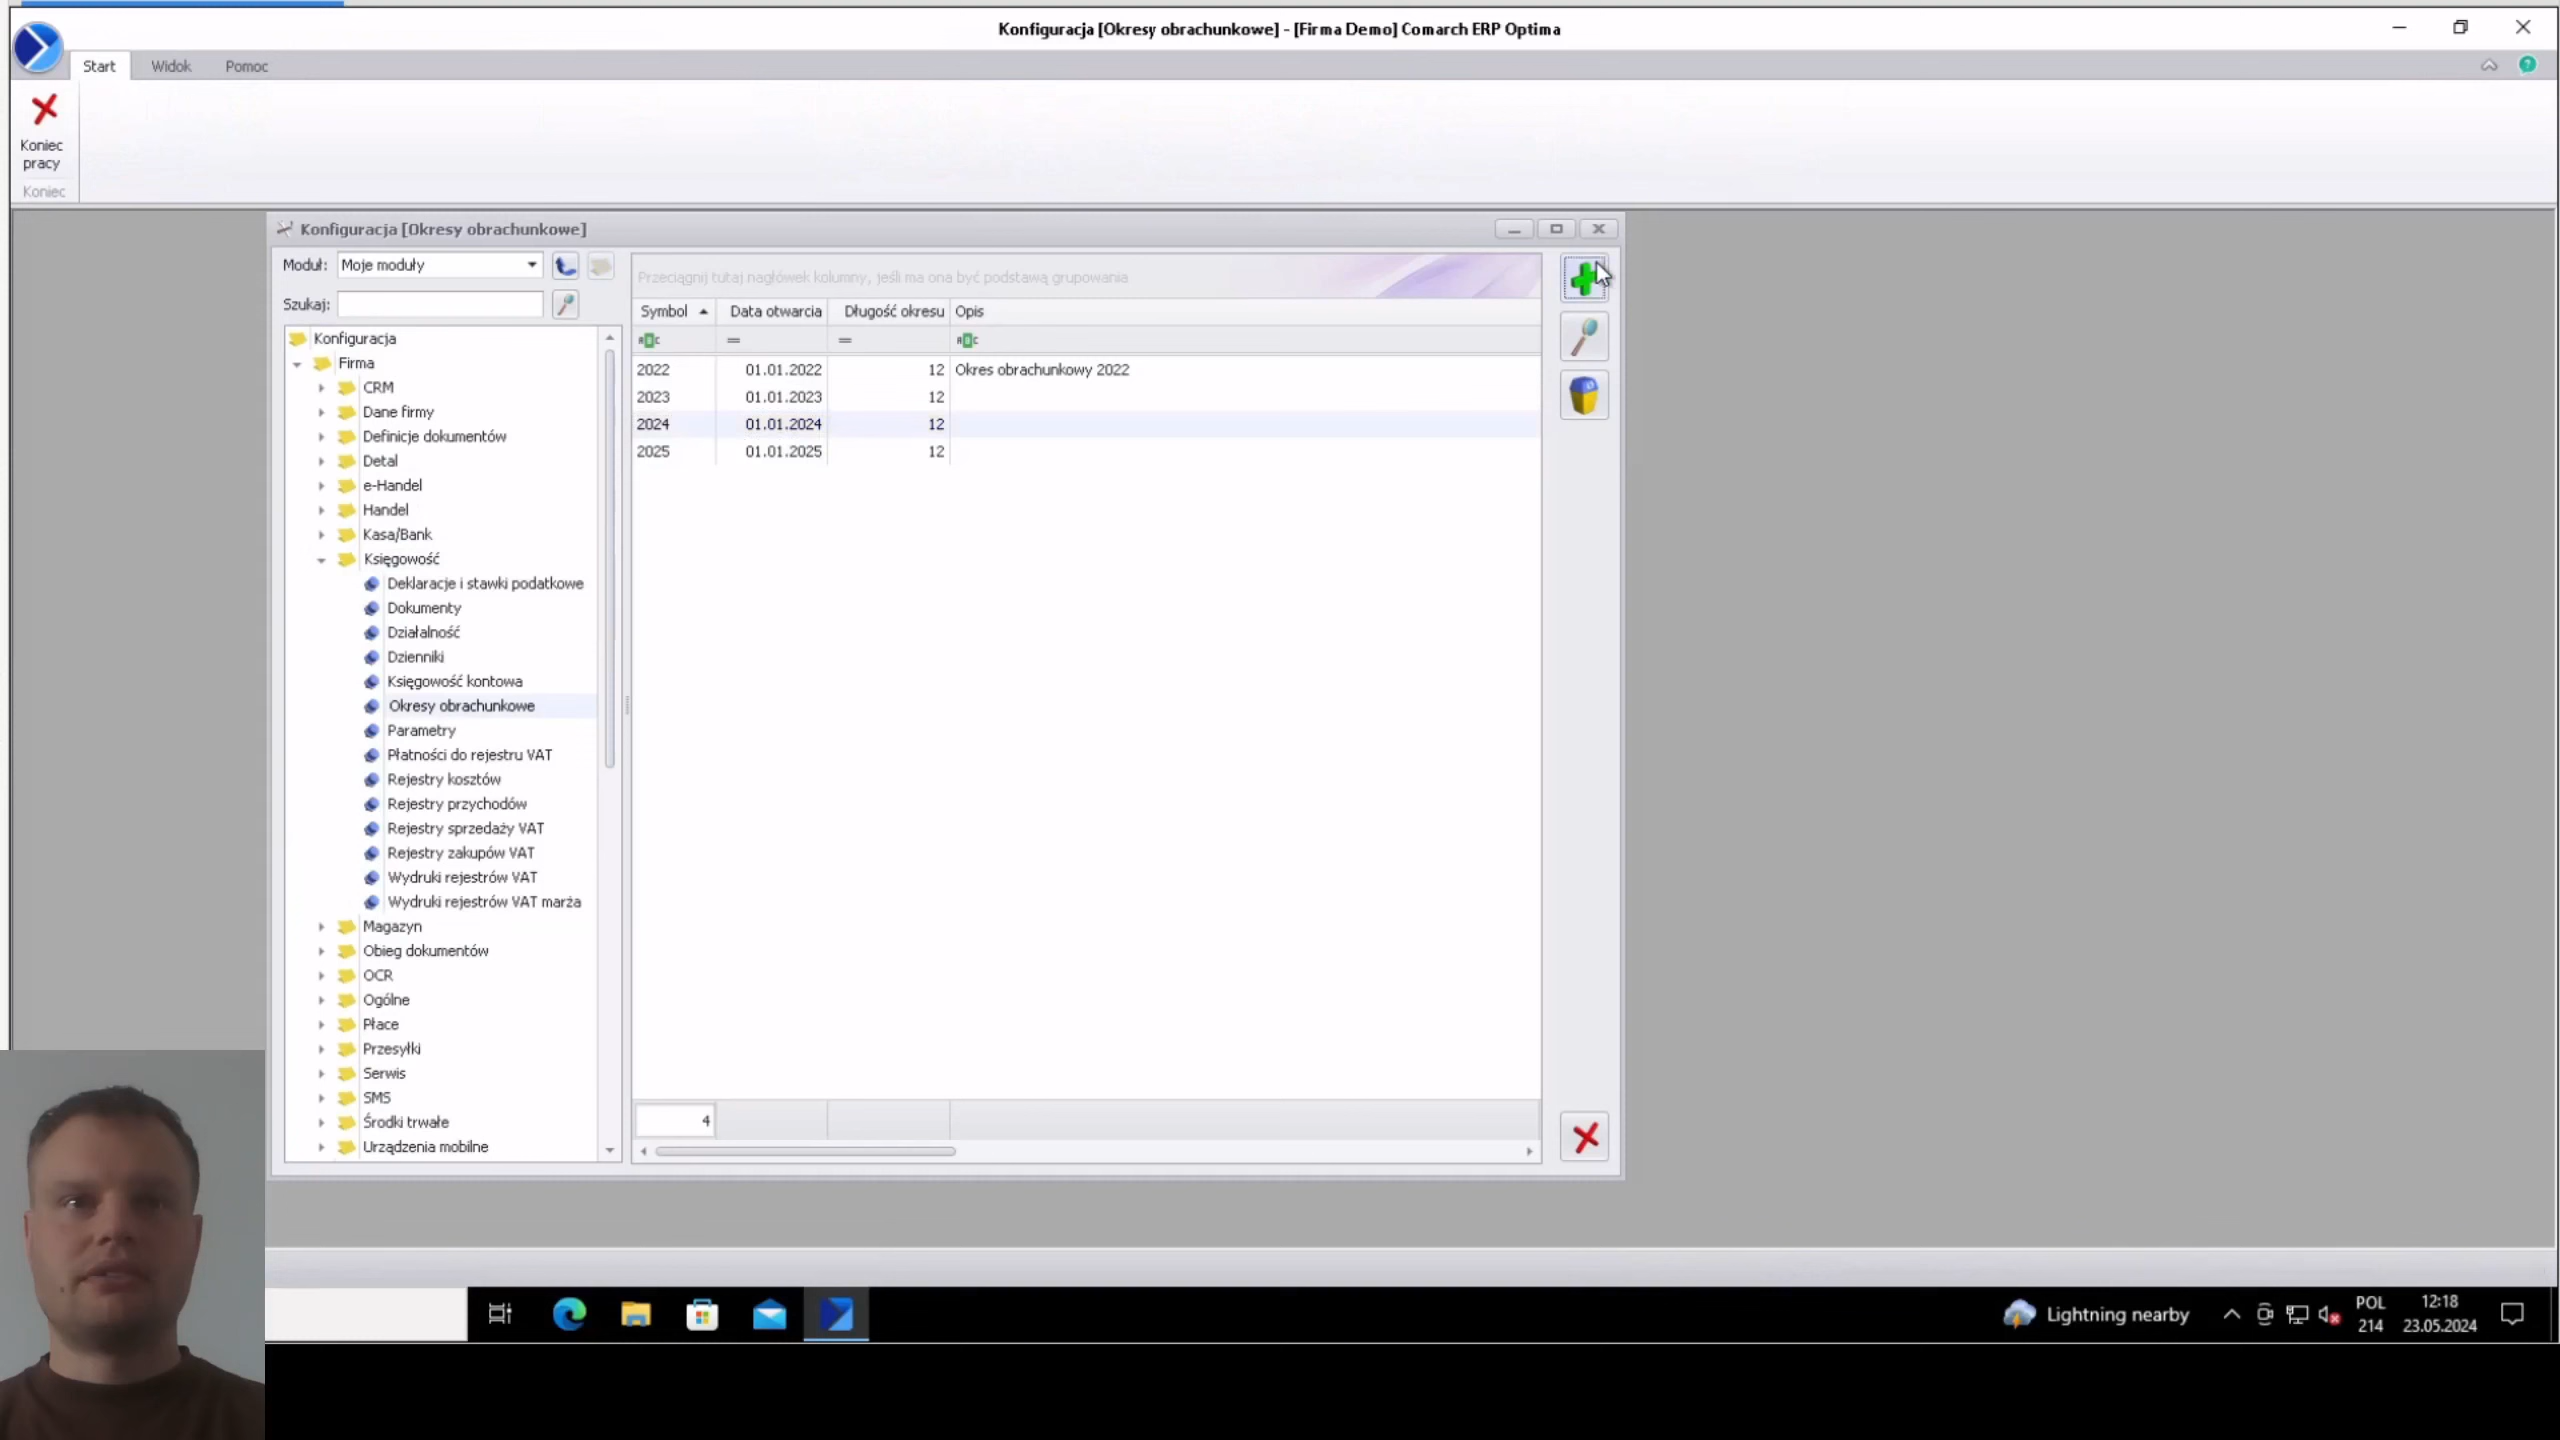 Konfiguracja [Okresy obrachunkowe] - [Firma Demo] Comarch ERP Optima
Start Widok Pomoc
Koniec
pracy
Koniec
Konfiguracja [Okresy obrachunkowe]
Moduł: Moje moduły
Szukaj:
Konfiguracja
Firma
CRM
Dane firmy
Definicje dokumentów
Detal
e-Handel
Handel
Kasa/Bank
Księgowość
Deklaracje i stawki podatkowe
Dokumenty
Działalność
Dzienniki
Księgowość kontowa
Okresy obrachunkowe
Parametry
Płatności do rejestru VAT
Rejestry kosztów
Rejestry przychodów
Rejestry sprzedaży VAT
Rejestry zakupów VAT
Wydruki rejestrów VAT
Wydruki rejestrów VAT marża
Magazyn
Obieg dokumentów
OCR
Ogólne
Płace
Przesyłki
Serwis
SMS
Środki trwałe
Urządzenia mobilne
Przeciągnij tutaj nagłówek kolumny, jeśli ma ona być podstawą grupowania
Symbol Data otwarcia Długość okresu Opis
2022 01.01.2022 12 Okres obrachunkowy 2022
2023 01.01.2023 12
2024 01.01.2024 12
2025 01.01.2025 12
4
Lightning nearby
POL
214
12:18
23.05.2024